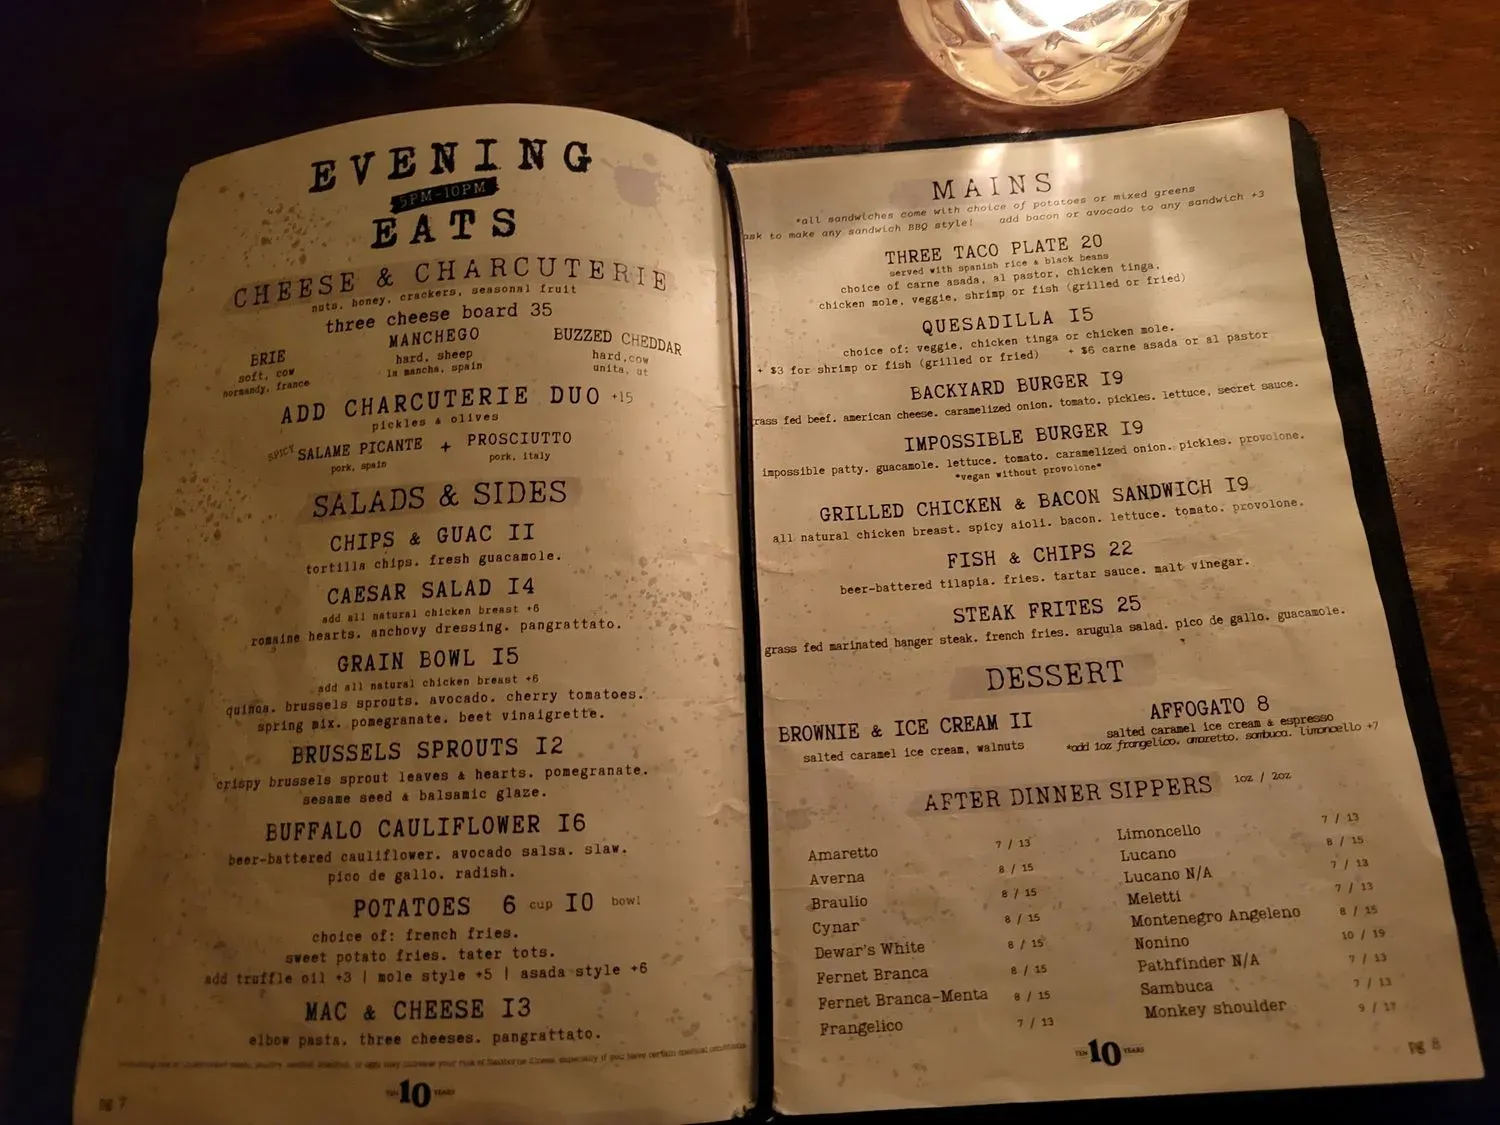 EVENING
5PM-10PM
EATS
CHEESE & CHARCUTERIE
nuts, honey, crackers, seasonal fruit
three cheese board 35
BRIE
soft, cow
normandy, france
MANCHEGO
hard, sheep
la mancha, spain
BUZZED CHEDDAR
hard, cow
unita, ut
ADD CHARCUTERIE DUO +15
pickles & olives
SPICY SALAME PICANTE + PROSCIUTTO
pork, spain
pork, italy
SALADS & SIDES
CHIPS & GUAC 11
tortilla chips. fresh guacamole.
CAESAR SALAD 14
add all natural chicken breast +6
romaine hearts. anchovy dressing. pangrattato.
GRAIN BOWL 15
add all natural chicken breast +6
quinoa. brussels sprouts. avocado. cherry tomatoes.
spring mix. pomegranate. beet vinaigrette.
BRUSSELS SPROUTS 12
crispy brussels sprout leaves & hearts. pomegranate.
sesame seed & balsamic glaze.
BUFFALO CAULIFLOWER 16
beer-battered cauliflower. avocado salsa. slaw.
pico de gallo. radish.
POTATOES 6 cup 10 bowl
choice of: french fries.
sweet potato fries. tater tots.
add truffle oil +3 | mole style +5 | asada style +6
MAC & CHEESE 13
elbow pasta. three cheeses. pangrattato.
TEN 10 YEARS
pg 7
MAINS
*all sandwiches come with choice of potatoes or mixed greens
ask to make any sandwich BBQ style! add bacon or avocado to any sandwich +3
THREE TACO PLATE 20
served with spanish rice & black beans
choice of carne asada, al pastor, chicken tinga,
chicken mole, veggie, shrimp or fish (grilled or fried)
QUESADILLA 15
choice of: veggie, chicken tinga or chicken mole.
+ $3 for shrimp or fish (grilled or fried) + $6 carne asada or al pastor
BACKYARD BURGER 19
rass fed beef. american cheese. caramelized onion. tomato. pickles. lettuce, secret sauce.
IMPOSSIBLE BURGER 19
impossible patty. guacamole. lettuce. tomato. caramelized onion. pickles. provolone.
*vegan without provolone*
GRILLED CHICKEN & BACON SANDWICH 19
all natural chicken breast. spicy aioli. bacon. lettuce. tomato. provolone.
FISH & CHIPS 22
beer-battered tilapia. fries. tartar sauce. malt vinegar.
STEAK FRITES 25
grass fed marinated hanger steak. french fries. arugula salad. pico de gallo. guacamole.
DESSERT
BROWNIE & ICE CREAM 11
salted caramel ice cream, walnuts
AFFOGATO 8
salted caramel ice cream & espresso
*add 1oz frangelico, amaretto, sambuca, limoncello +7
AFTER DINNER SIPPERS 1oz / 2oz
Amaretto 7 / 13
Averna 8 / 15
Braulio 8 / 15
Cynar 8 / 15
Dewar's White 8 / 15
Fernet Branca 8 / 15
Fernet Branca-Menta 8 / 15
Frangelico 7 / 13
Limoncello 7 / 13
Lucano 8 / 15
Lucano N/A 7 / 13
Meletti 7 / 13
Montenegro Angeleno 8 / 15
Nonino 10 / 19
Pathfinder N/A 7 / 13
Sambuca 7 / 13
Monkey shoulder 9 / 17
TEN 10 YEARS
pg 8